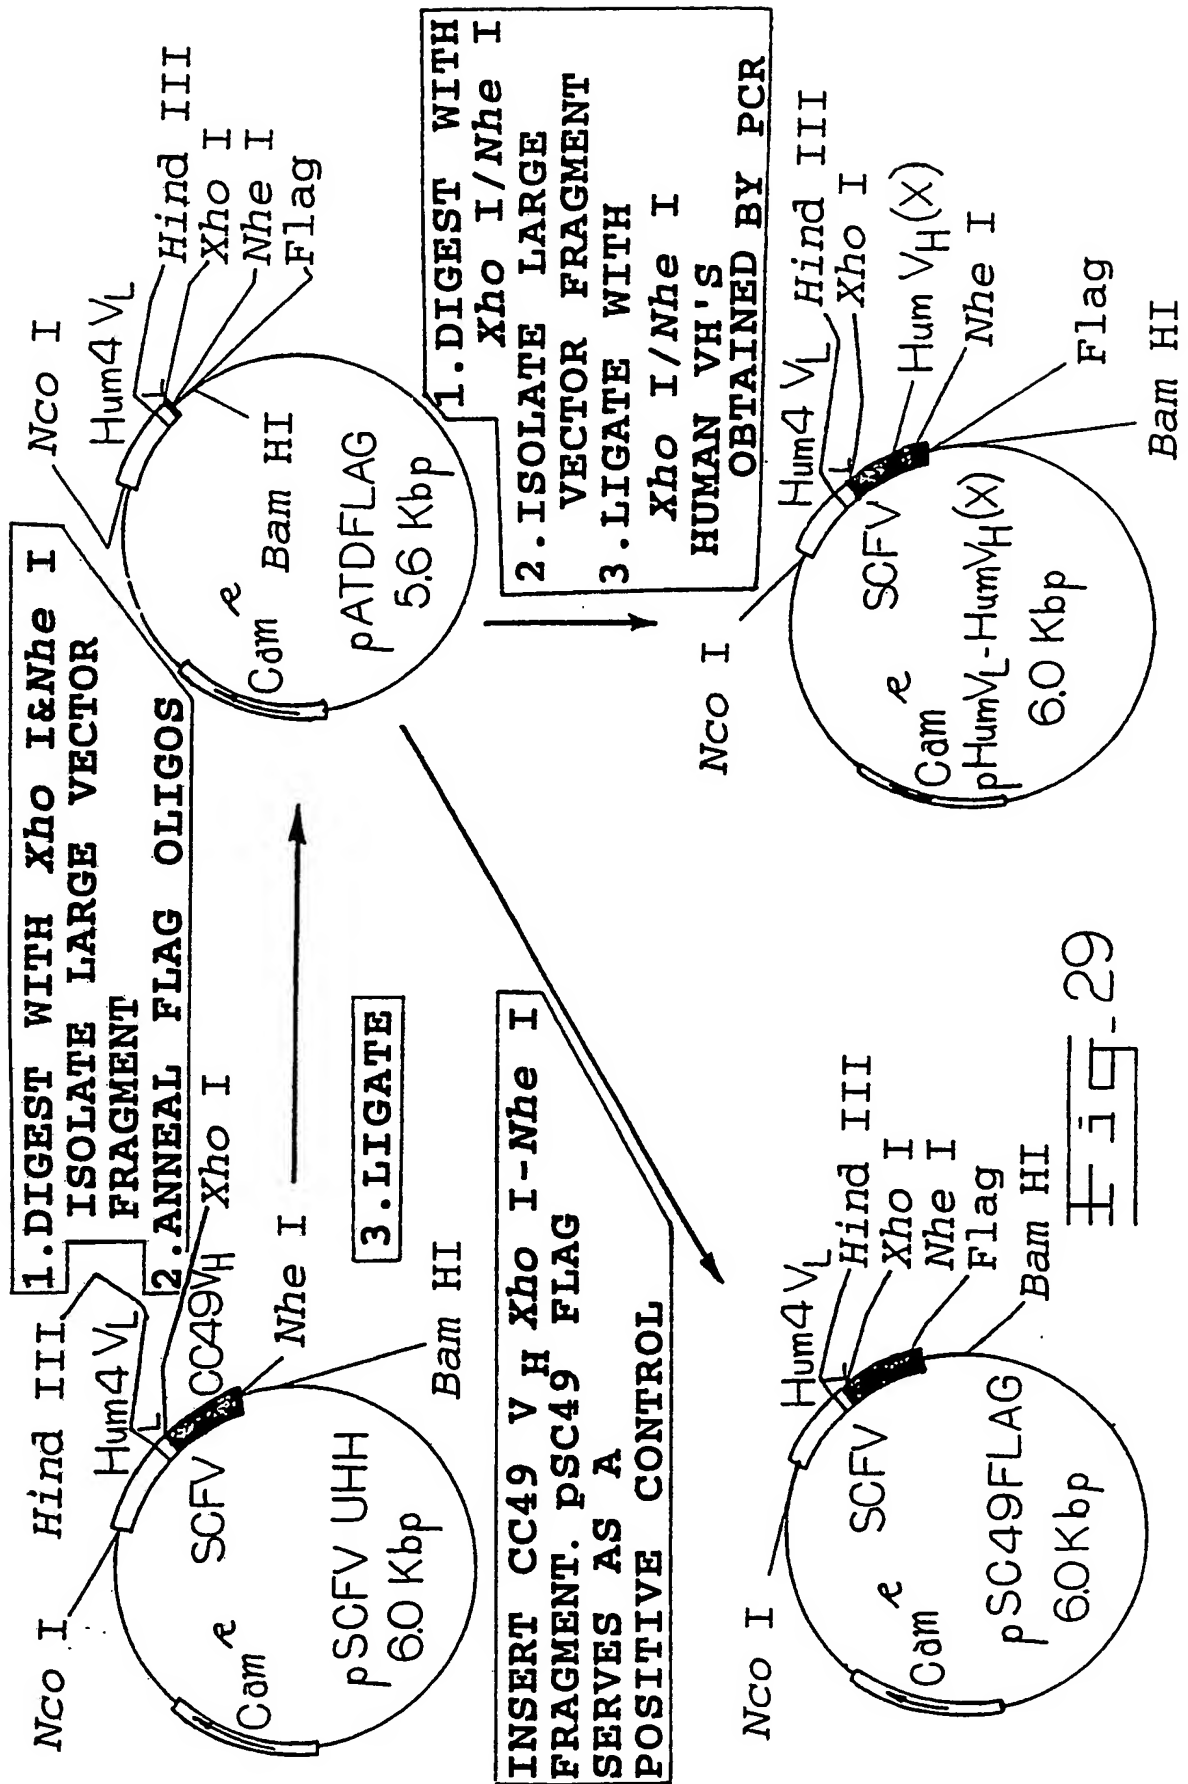 Nco I
Hind III
Hum4 VL
L
CC49VH
Xho I
SCFV
Nhe I
Bam HI
Cam R
pSCFV UHH
6.0 Kbp
1.DIGEST WITH Xho I&Nhe I
ISOLATE LARGE VECTOR
FRAGMENT
2.ANNEAL FLAG OLIGOS
3.LIGATE
Nco I
Hum4 VL
Hind III
L
Xho I
Nhe I
Flag
Bam HI
Cam R
pATDFLAG
5.6 Kbp
INSERT CC49 VH Xho I-Nhe I
FRAGMENT. pSC49 FLAG
SERVES AS A
POSITIVE CONTROL
1.DIGEST WITH
Xho I/Nhe I
2.ISOLATE LARGE
VECTOR FRAGMENT
3.LIGATE WITH
Xho I/Nhe I
HUMAN VH'S
OBTAINED BY PCR
Nco I
Hum4 VL
Hind III
L
Xho I
Nhe I
Flag
Bam HI
SCFV
Cam R
pSC49FLAG
6.0Kbp
Nco I
Hum4 VL
Hind III
L
Xho I
Hum VH(X)
Nhe I
Flag
Bam HI
SCFV
Cam R
pHumVL-HumVH(X)
6.0 Kbp
Fig-29